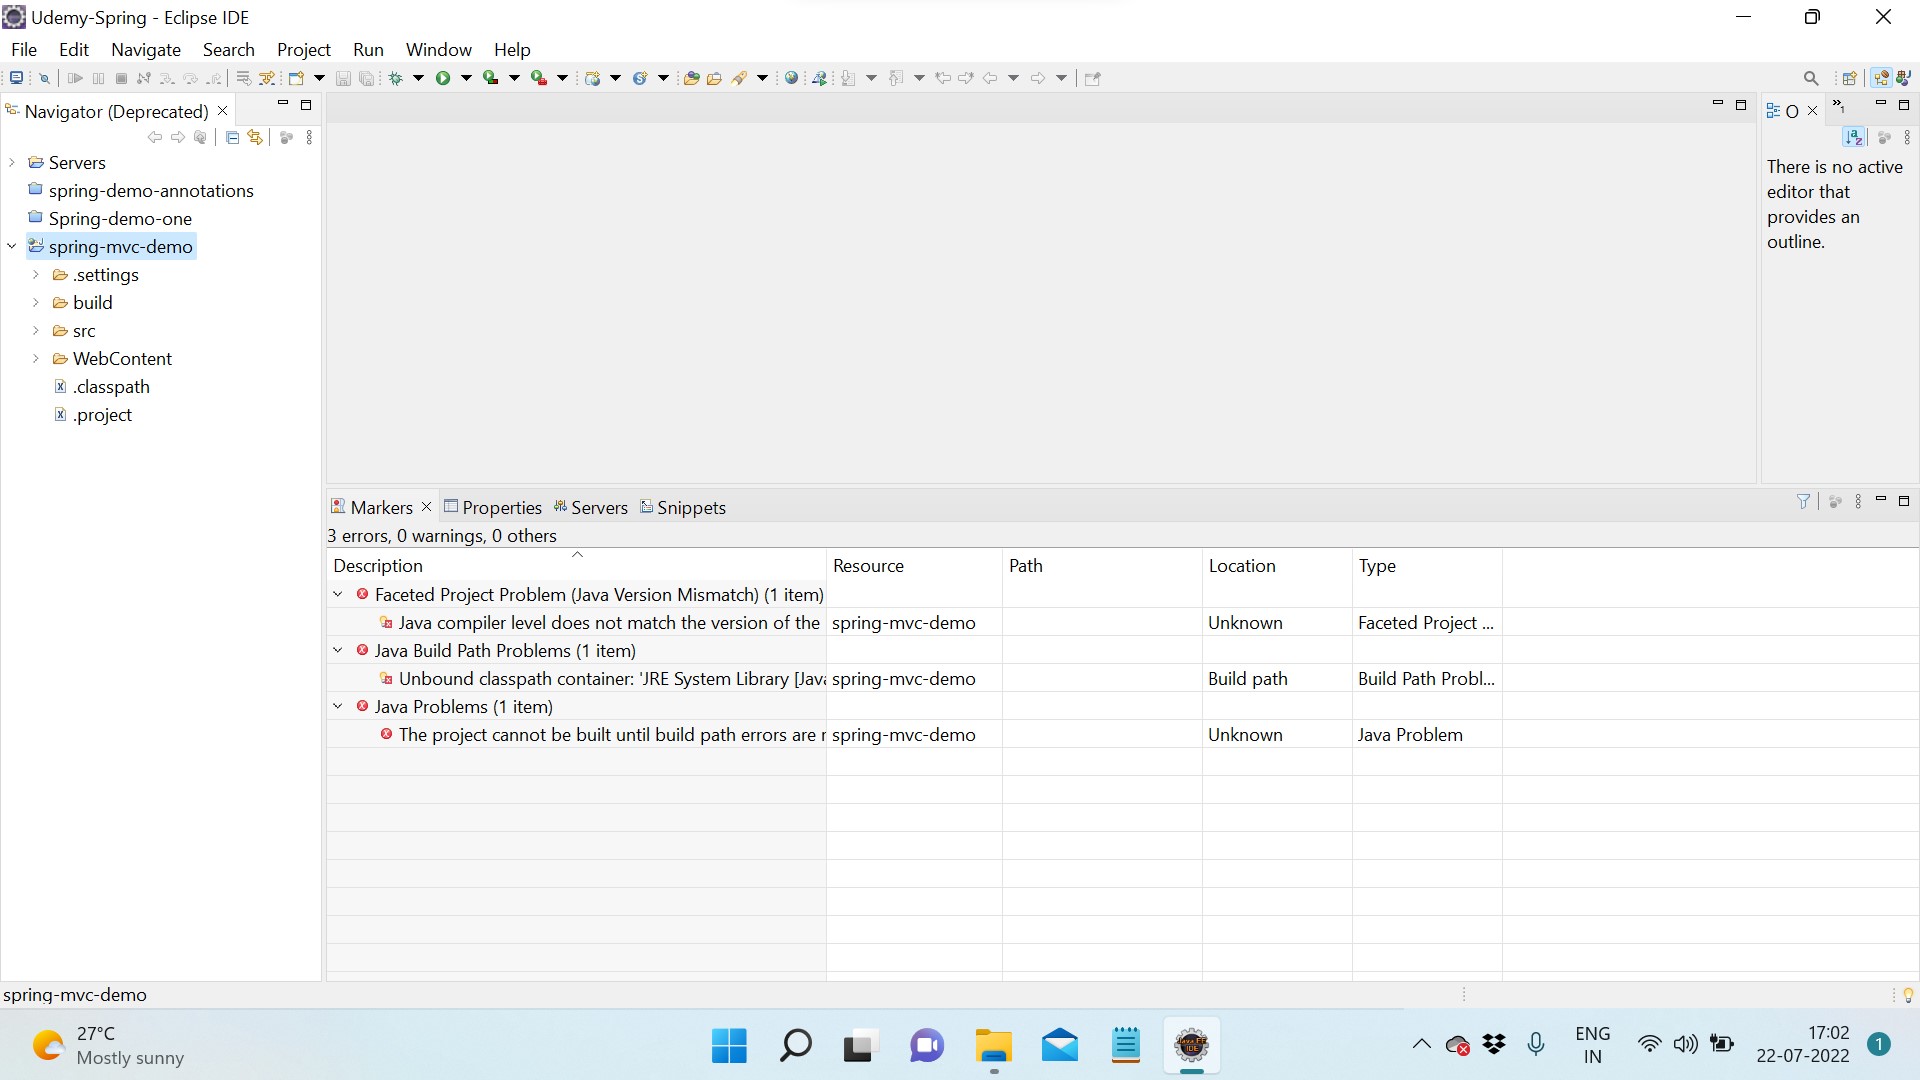 Udemy-Spring - Eclipse IDE
File Edit Navigate Search Project Run Window Help
Navigator (Deprecated)
Servers
spring-demo-annotations
Spring-demo-one
spring-mvc-demo
.settings
build
src
WebContent
.classpath
.project
O
There is no active
editor that
provides an
outline.
Markers Properties Servers Snippets
3 errors, 0 warnings, 0 others
Description Resource Path Location Type
Faceted Project Problem (Java Version Mismatch) (1 item)
Java compiler level does not match the version of the spring-mvc-demo Unknown Faceted Project ...
Java Build Path Problems (1 item)
Unbound classpath container: 'JRE System Library [Java spring-mvc-demo Build path Build Path Probl...
Java Problems (1 item)
The project cannot be built until build path errors are r spring-mvc-demo Unknown Java Problem
spring-mvc-demo
27°C
Mostly sunny
ENG
IN
17:02
22-07-2022
1